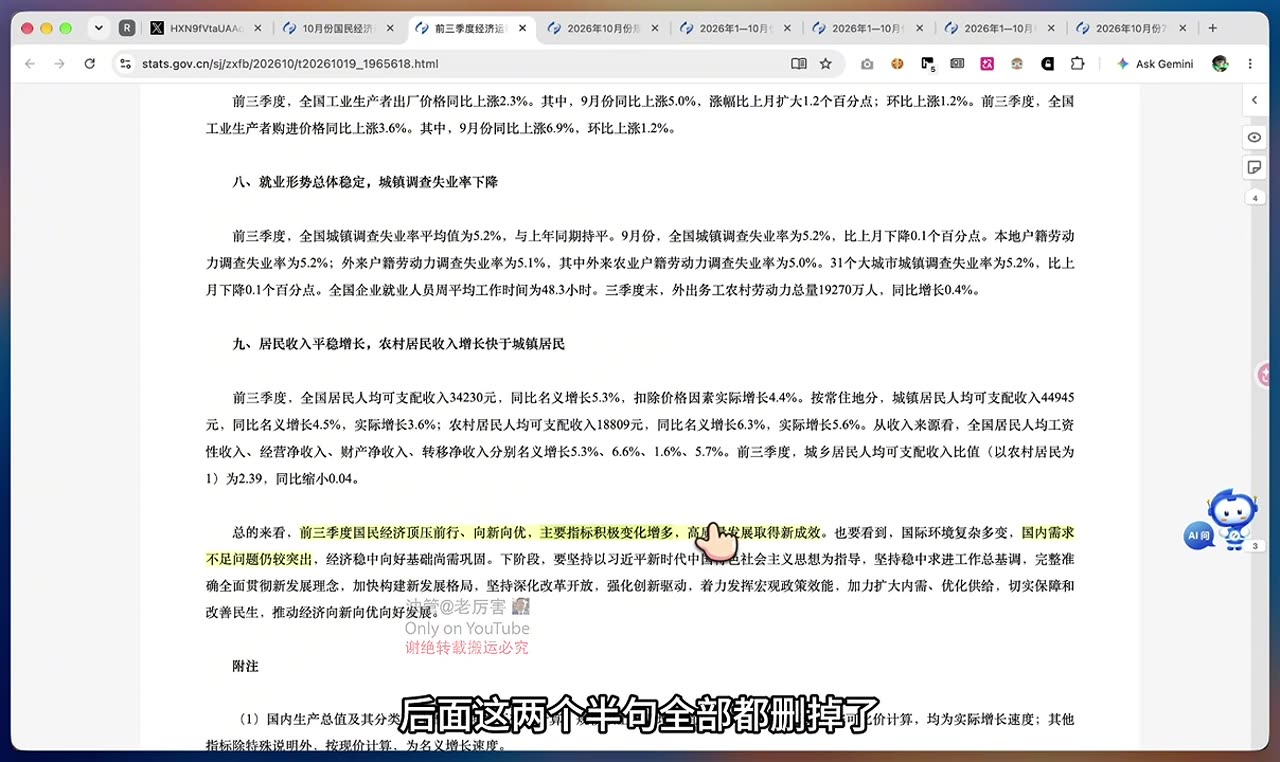 R
HXN9fVtaUAA
10月份国民经济
前三季度经济运
2026年10月份规
2026年1—10月份
2026年1—10月份
2026年1—10月
2026年10月份7
stats.gov.cn/sj/zxfb/202610/t20261019_1965618.html
5
Ask Gemini
前三季度，全国工业生产者出厂价格同比上涨2.3%。其中，9月份同比上涨5.0%，涨幅比上月扩大1.2个百分点；环比上涨1.2%。前三季度，全国
工业生产者购进价格同比上涨3.6%。其中，9月份同比上涨6.9%，环比上涨1.2%。
八、就业形势总体稳定，城镇调查失业率下降
4
前三季度，全国城镇调查失业率平均值为5.2%，与上年同期持平。9月份，全国城镇调查失业率为5.2%，比上月下降0.1个百分点。本地户籍劳动
力调查失业率为5.2%；外来户籍劳动力调查失业率为5.1%，其中外来农业户籍劳动力调查失业率为5.0%。31个大城市城镇调查失业率为5.2%，比上
月下降0.1个百分点。全国企业就业人员周平均工作时间为48.3小时。三季度末，外出务工农村劳动力总量19270万人，同比增长0.4%。
九、居民收入平稳增长，农村居民收入增长快于城镇居民
前三季度，全国居民人均可支配收入34230元，同比名义增长5.3%，扣除价格因素实际增长4.4%。按常住地分，城镇居民人均可支配收入44945
元，同比名义增长4.5%，实际增长3.6%；农村居民人均可支配收入18809元，同比名义增长6.3%，实际增长5.6%。从收入来源看，全国居民人均工资
性收入、经营净收入、财产净收入、转移净收入分别名义增长5.3%、6.6%、1.6%、5.7%。前三季度，城乡居民人均可支配收入比值（以农村居民为
1）为2.39，同比缩小0.04。
总的来看，前三季度国民经济顶压前行、向新向优，主要指标积极变化增多，高质量发展取得新成效。也要看到，国际环境复杂多变，国内需求
不足问题仍较突出，经济稳中向好基础尚需巩固。下阶段，要坚持以习近平新时代中国特色社会主义思想为指导，坚持稳中求进工作总基调，完整准
确全面贯彻新发展理念，加快构建新发展格局，坚持深化改革开放，强化创新驱动，着力发挥宏观政策效能，加力扩大内需、优化供给，切实保障和
改善民生，推动经济向新向优向好发展。
AI问
3
油管@老厉害
Only on YouTube
谢绝转载搬运必究
附注
（1）国内生产总值及其分类
可比价计算，均为实际增长速度；其他
后面这两个半句全部都删掉了
指标除特殊说明外，按现价计算，为名义增长速度。